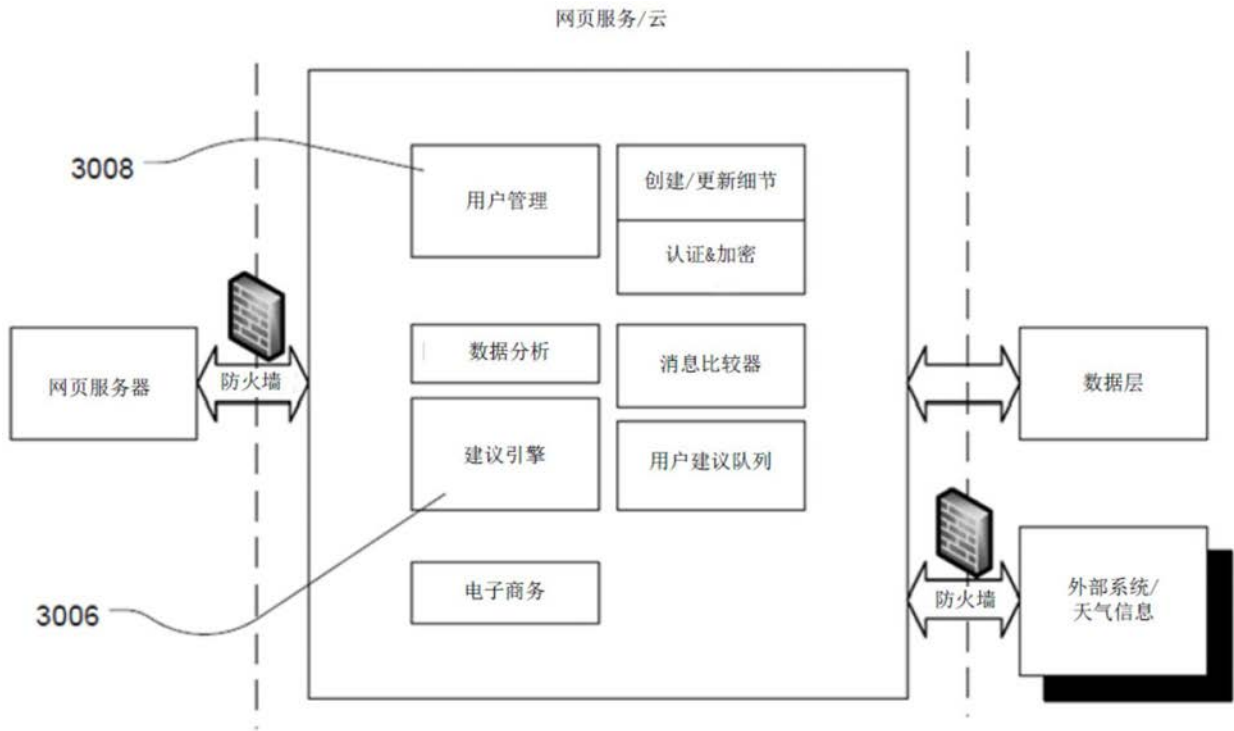 网页服务/云
3008
用户管理
创建/更新细节
认证&加密
网页服务器
防火墙
数据分析
消息比较器
数据层
建议引擎
用户建议队列
3006
电子商务
防火墙
外部系统/
天气信息